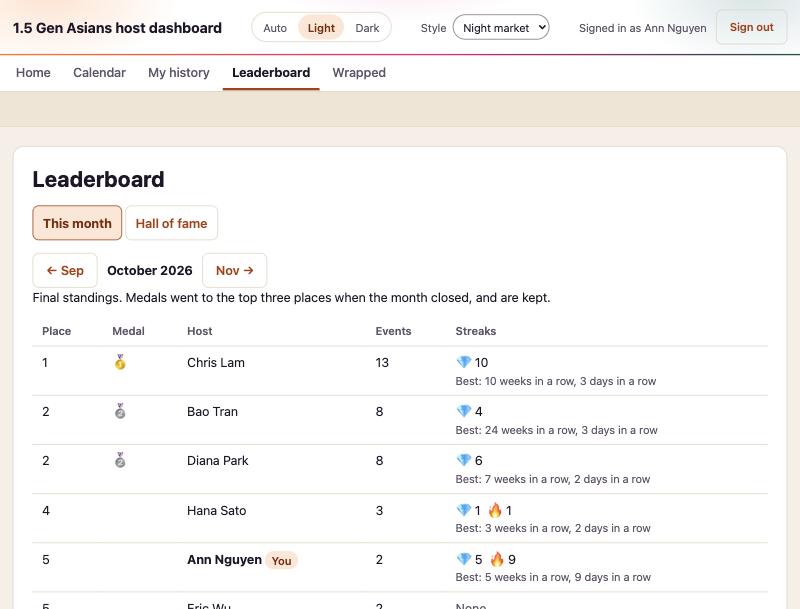 1.5 Gen Asians host dashboard Auto Light Dark Style Night market Signed in as Ann Nguyen Sign out
Home Calendar My history Leaderboard Wrapped
Leaderboard
This month Hall of fame
← Sep October 2026 Nov →
Final standings. Medals went to the top three places when the month closed, and are kept.
Place Medal Host Events Streaks
1 🥇 Chris Lam 13 💎 10
Best: 10 weeks in a row, 3 days in a row
2 🥈 Bao Tran 8 💎 4
Best: 24 weeks in a row, 3 days in a row
2 🥈 Diana Park 8 💎 6
Best: 7 weeks in a row, 2 days in a row
4 Hana Sato 3 💎 1 🔥 1
Best: 3 weeks in a row, 2 days in a row
5 Ann Nguyen You 2 💎 5 🔥 9
Best: 5 weeks in a row, 9 days in a row
5 Eric Wu 2 None